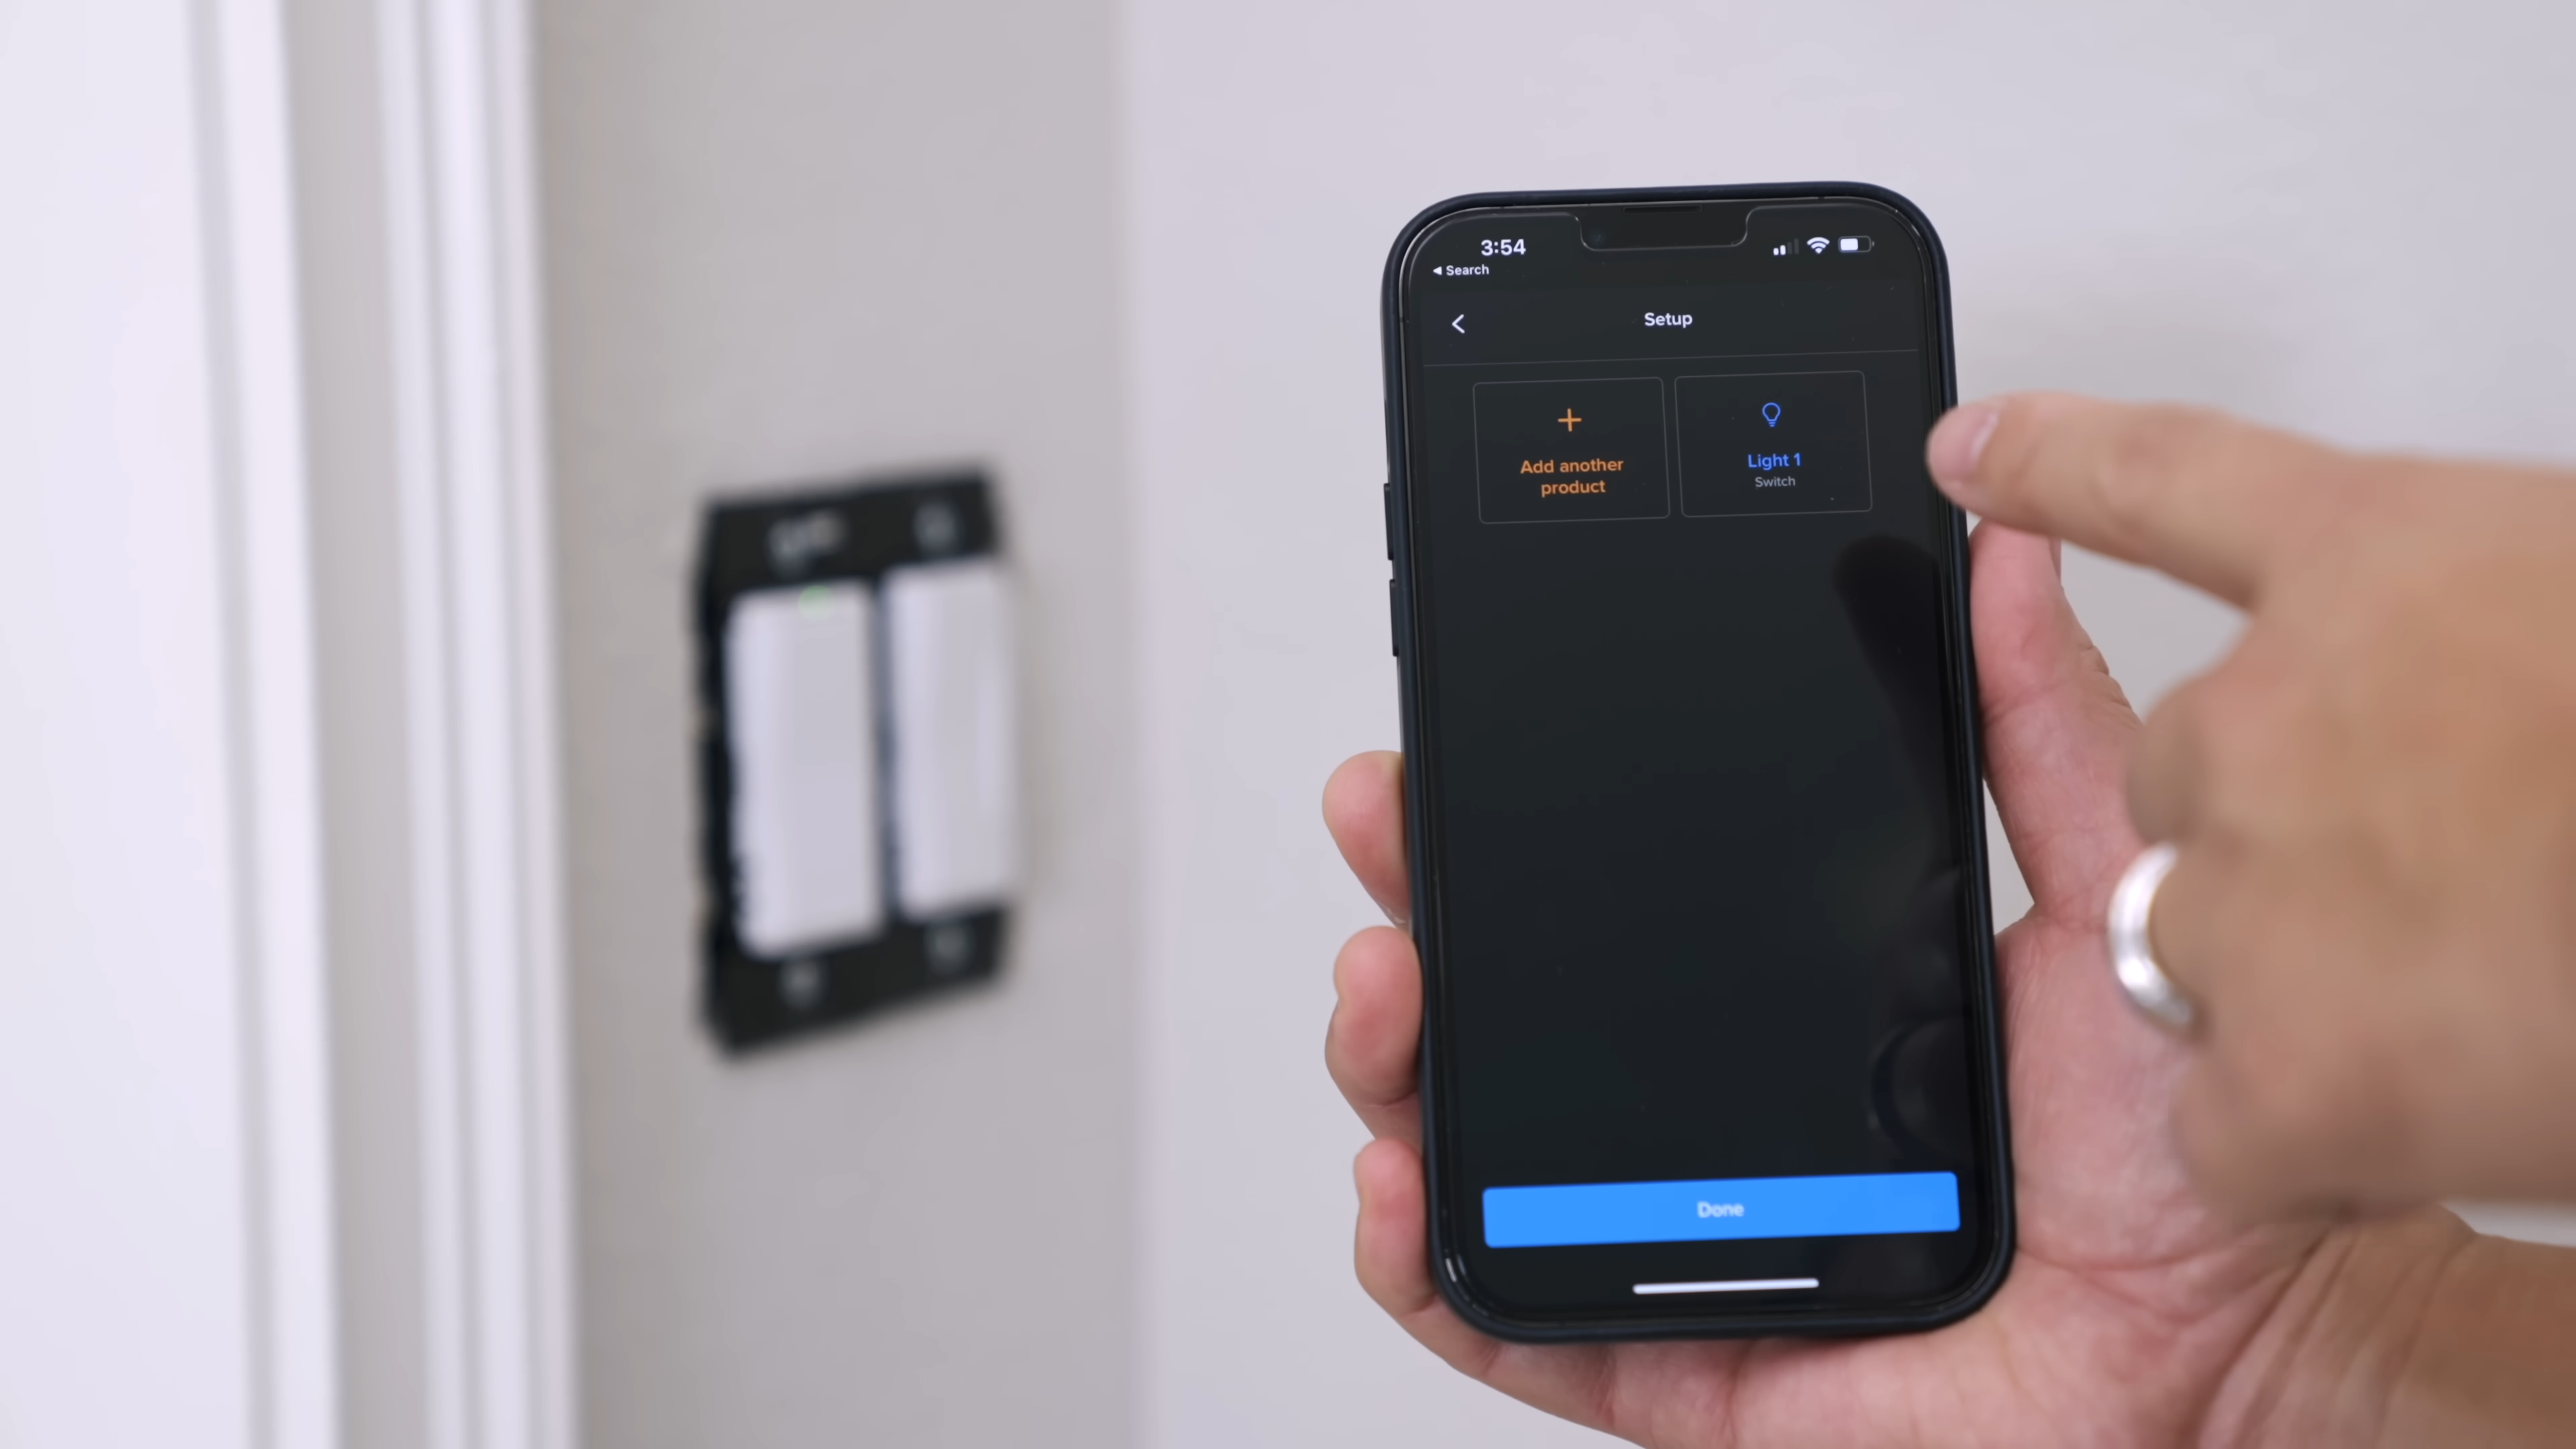 3:54
◀ Search
Setup
Add another
product
Light 1
Switch
Done